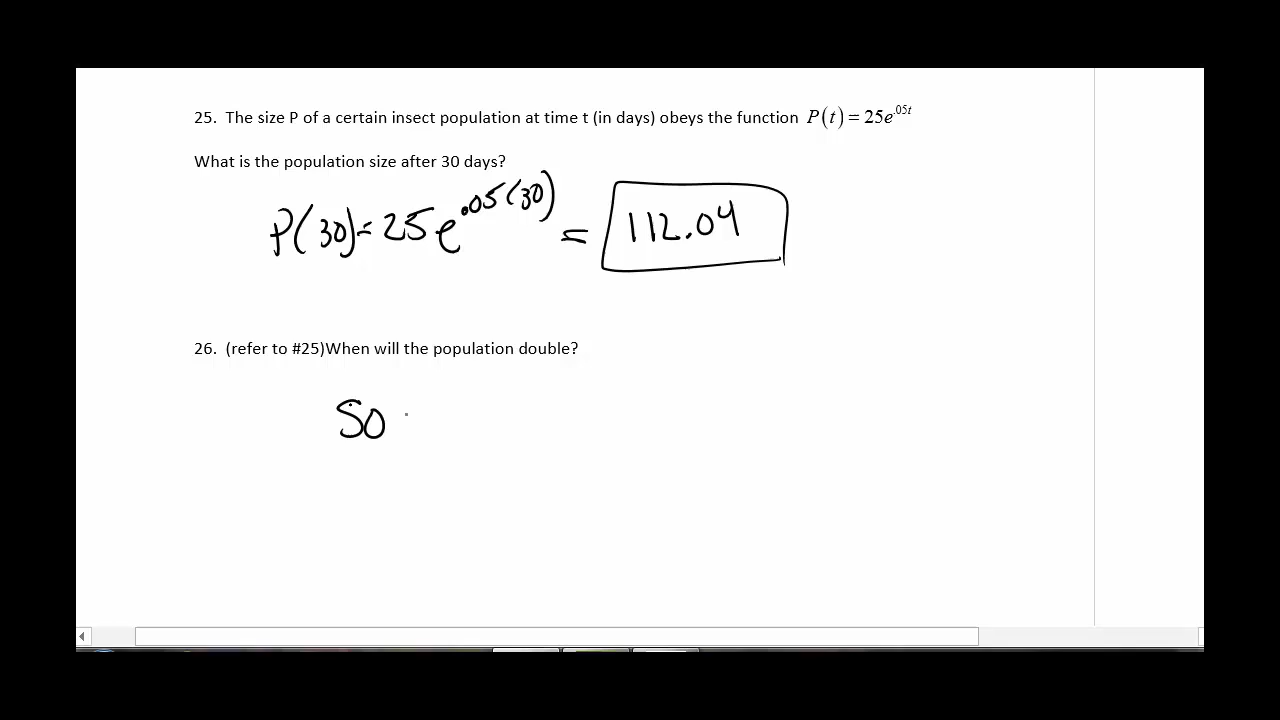 25. The size P of a certain insect population at time t (in days) obeys the function P(t) = 25e^.05t
What is the population size after 30 days?
P(30) = 25e^.05(30) = 112.04
26. (refer to #25)When will the population double?
50